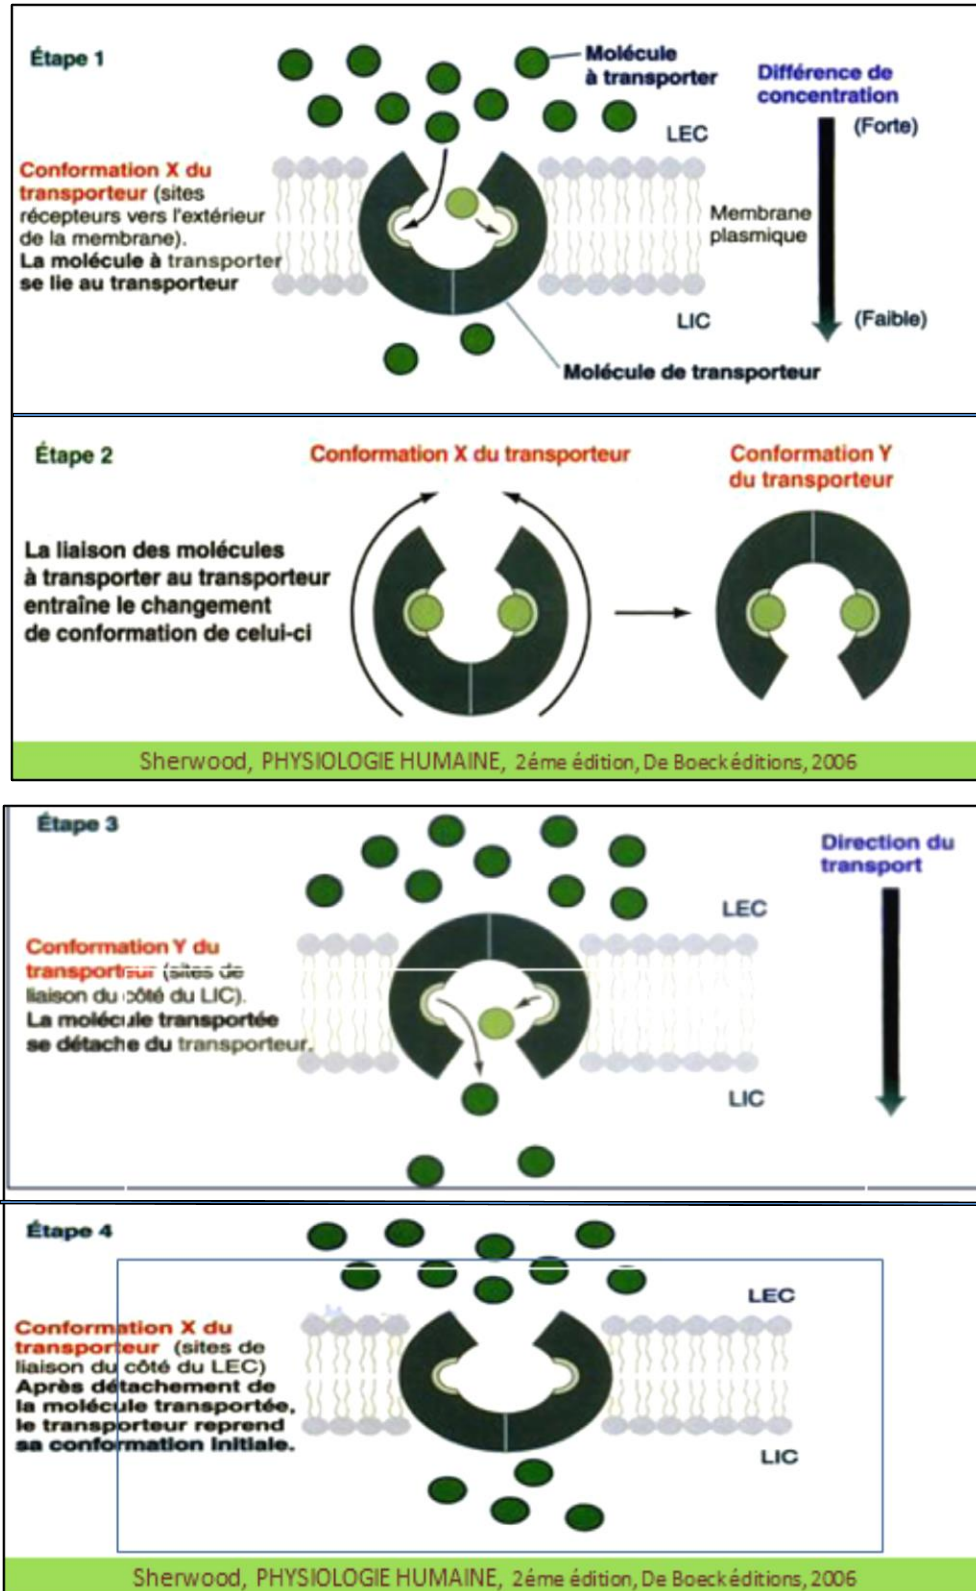 Étape 1
Molécule
à transporter
Différence de
concentration
(Forte)
LEC
Conformation X du
transporteur (sites
récepteurs vers l'extérieur
de la membrane).
La molécule à transporter
se lie au transporteur
Membrane
plasmique
LIC
(Faible)
Molécule de transporteur
Étape 2
Conformation X du transporteur
Conformation Y
du transporteur
La liaison des molécules
à transporter au transporteur
entraîne le changement
de conformation de celui-ci
Sherwood, PHYSIOLOGIE HUMAINE, 2éme édition, De Boeck éditions, 2006
Étape 3
Direction du
transport
LEC
Conformation Y du
transporteur (sites de
liaison du côté du LIC).
La molécule transportée
se détache du transporteur.
LIC
Étape 4
LEC
Conformation X du
transporteur (sites de
liaison du côté du LEC)
Après détachement de
la molécule transportée,
le transporteur reprend
sa conformation initiale.
LIC
Sherwood, PHYSIOLOGIE HUMAINE, 2éme édition, De Boeck éditions, 2006